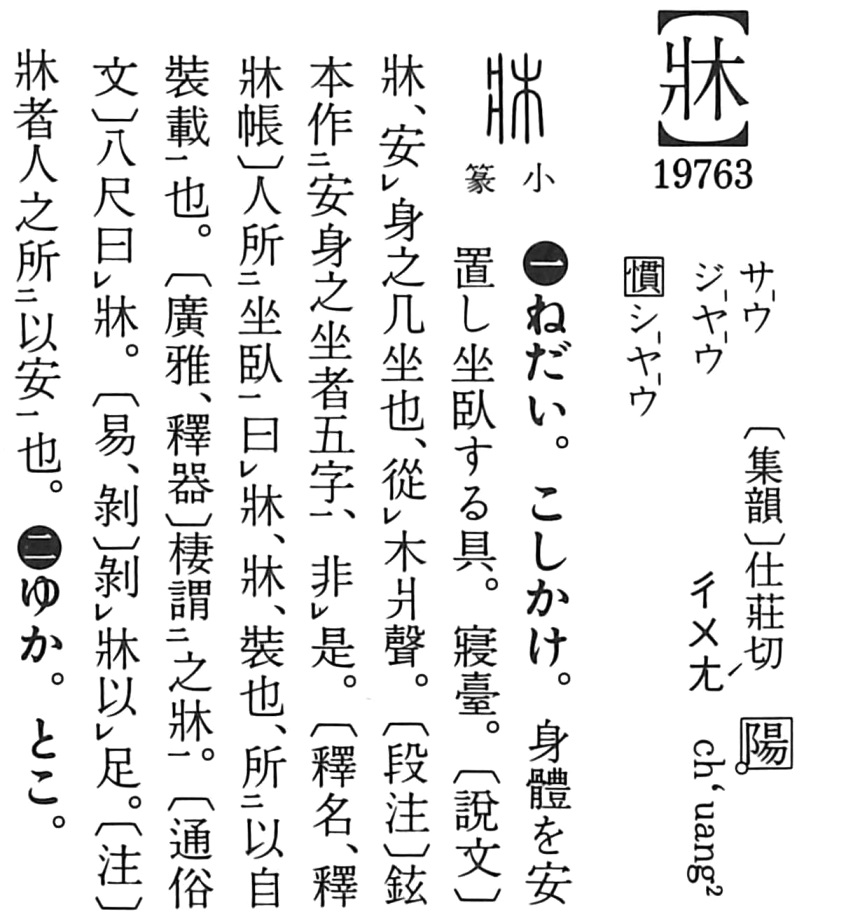 【牀】
19763
サウ
ジヤウ
慣シヤウ
〔集韻〕仕莊切 陽
ㄔㄨㄤˊ ch‘uang²
小
篆
一ねだい。こしかけ。身體を安
置し坐臥する具。寢臺。〔說文〕
牀、安レ身之几坐也、從レ木爿聲。〔段注〕鉉
本作二安身之坐者五字一、非レ是。〔釋名、釋
牀帳〕人所二坐臥一曰レ牀、牀、裝也、所二以自
裝載一也。〔廣雅、釋器〕棲謂二之牀一。〔通俗
文〕八尺曰レ牀。〔易、剝〕剝レ牀以レ足。〔注〕
牀者人之所二以安一也。二ゆか。とこ。